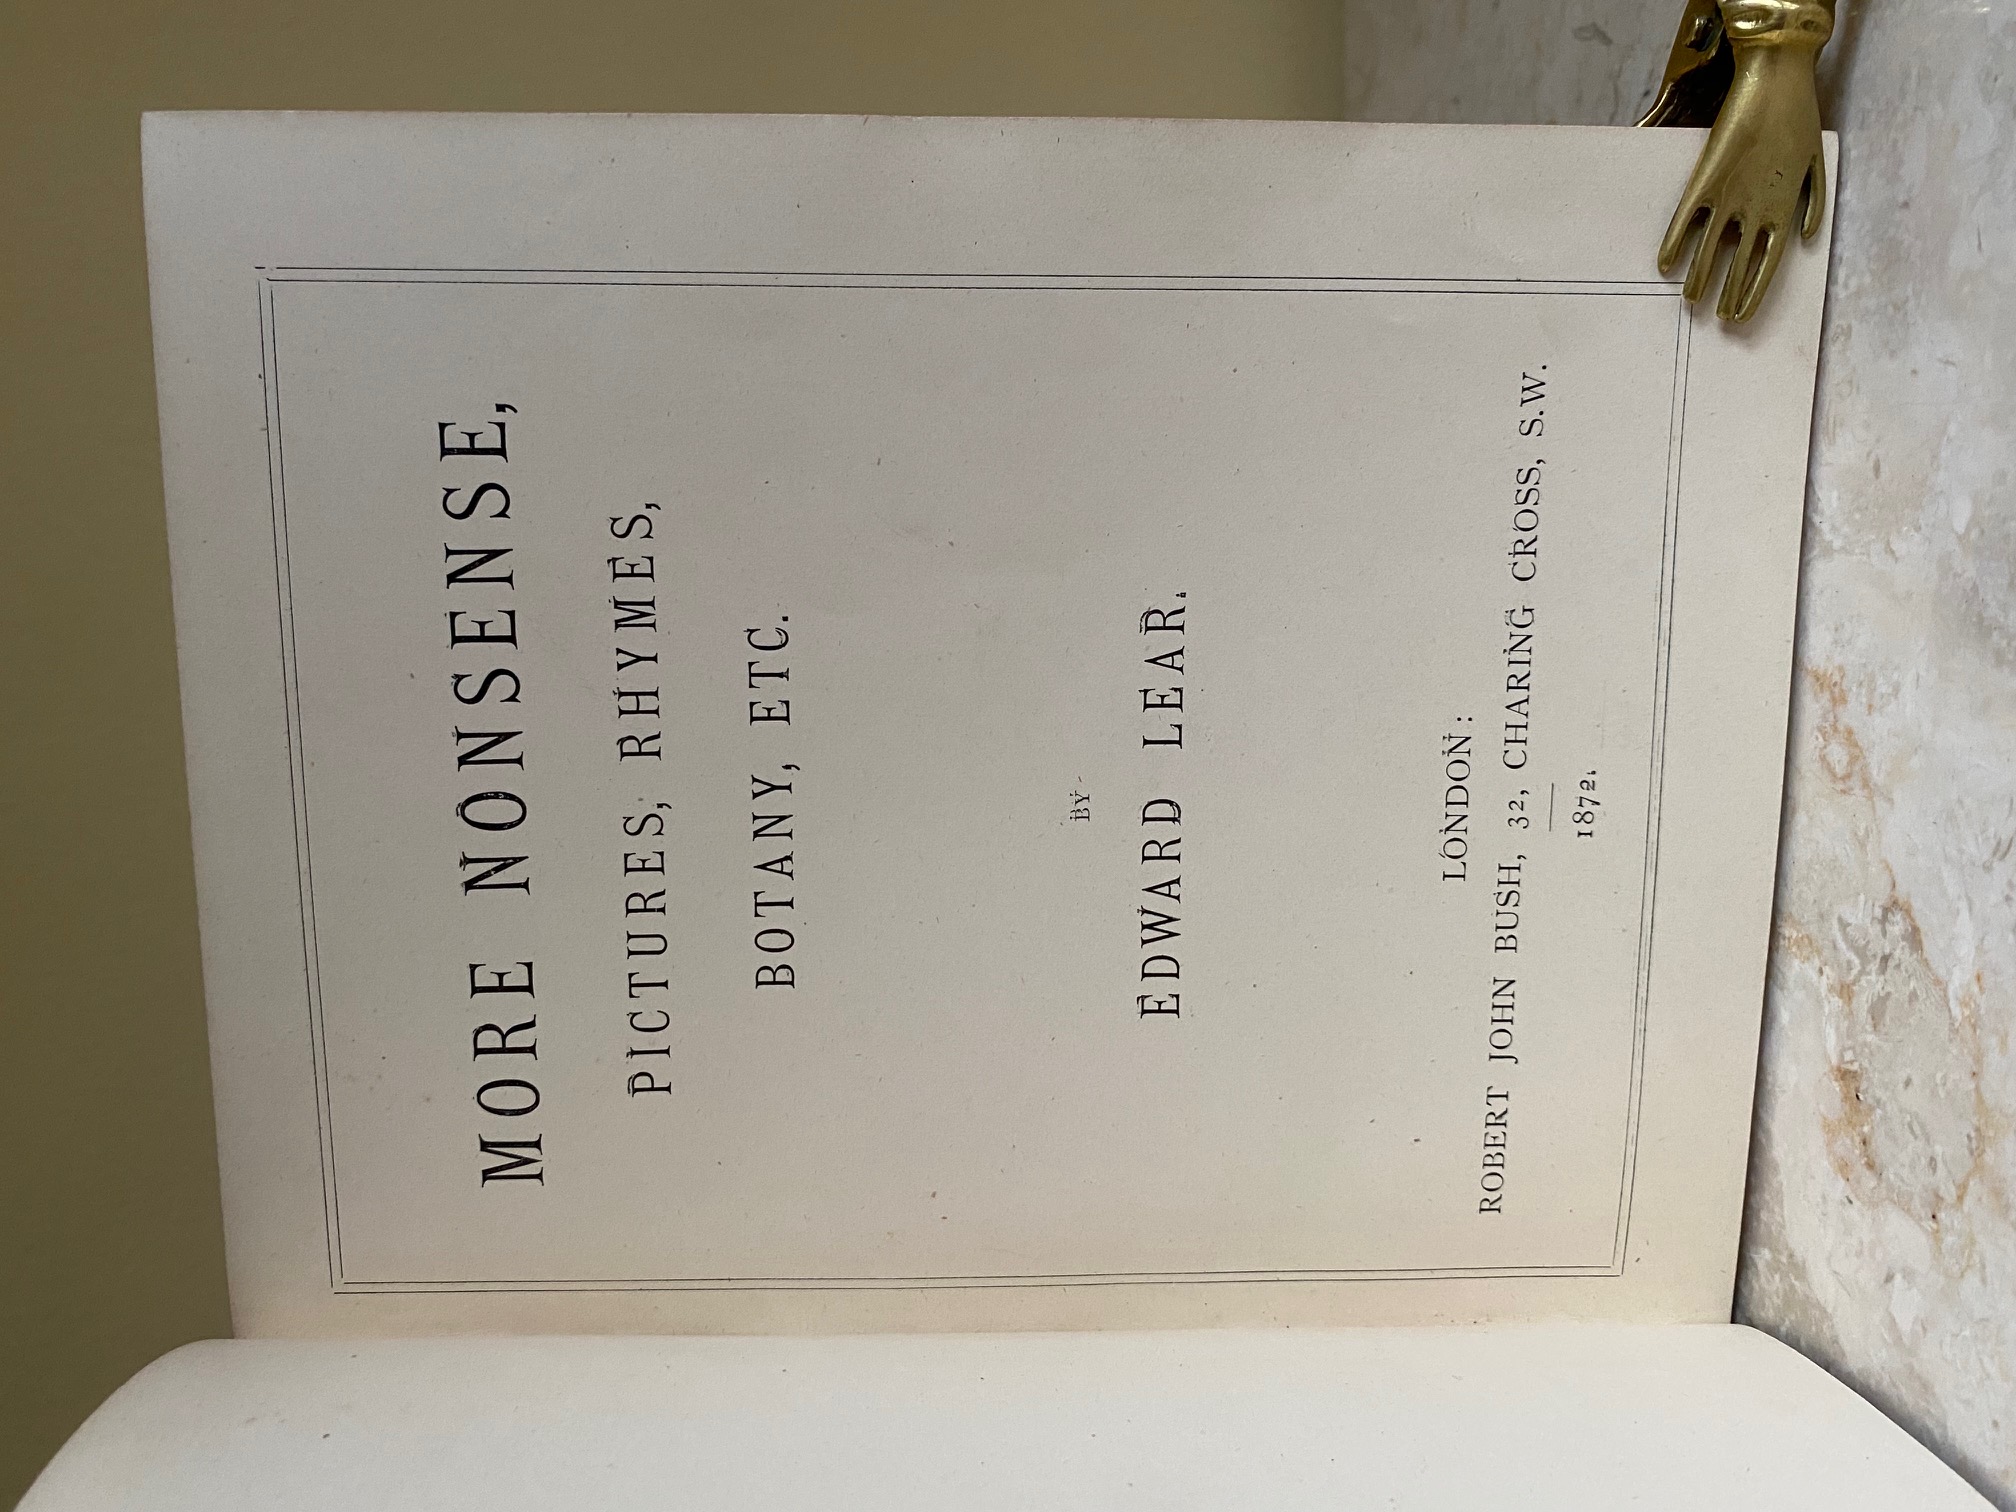 MORE NONSENSE,
PICTURES, RHYMES,
BOTANY, ETC.
BY
EDWARD LEAR.
LONDON:
ROBERT JOHN BUSH, 32, CHARING CROSS, S.W.
1872.